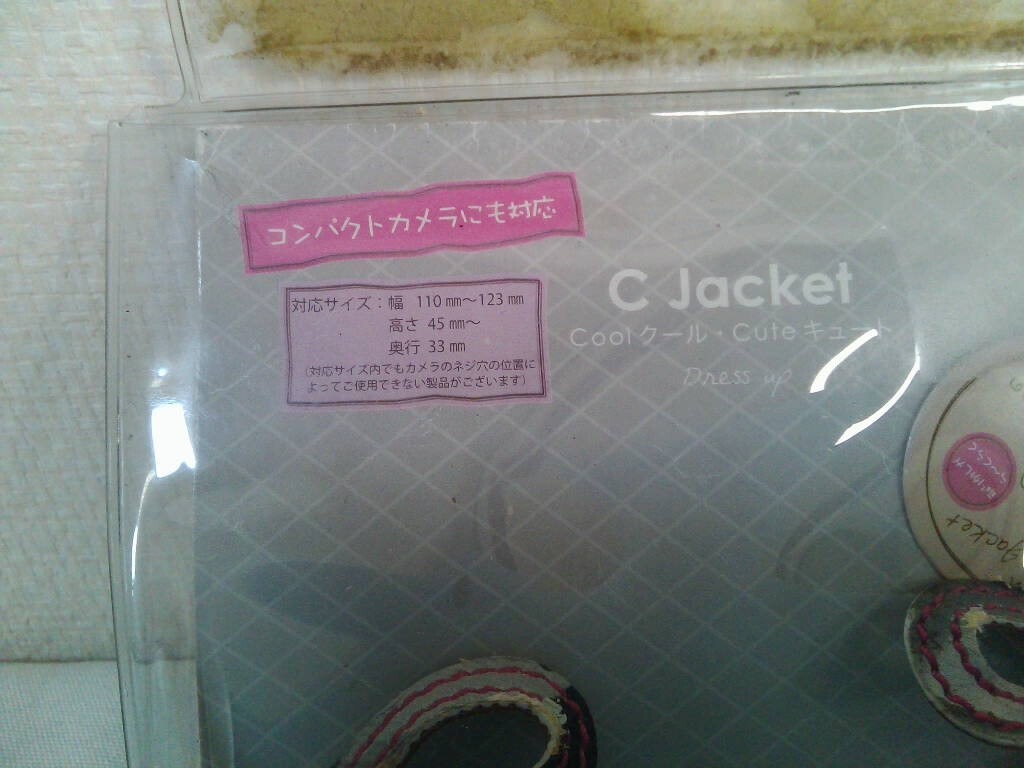 コンパクトカメラにも対応
対応サイズ：幅 110㎜～123㎜
高さ 45㎜～
奥行 33㎜
（対応サイズ内でもカメラのネジ穴の位置に
よってご使用できない製品がございます）
C Jacket
Coolクール・Cuteキュート
Dress up
Jacket